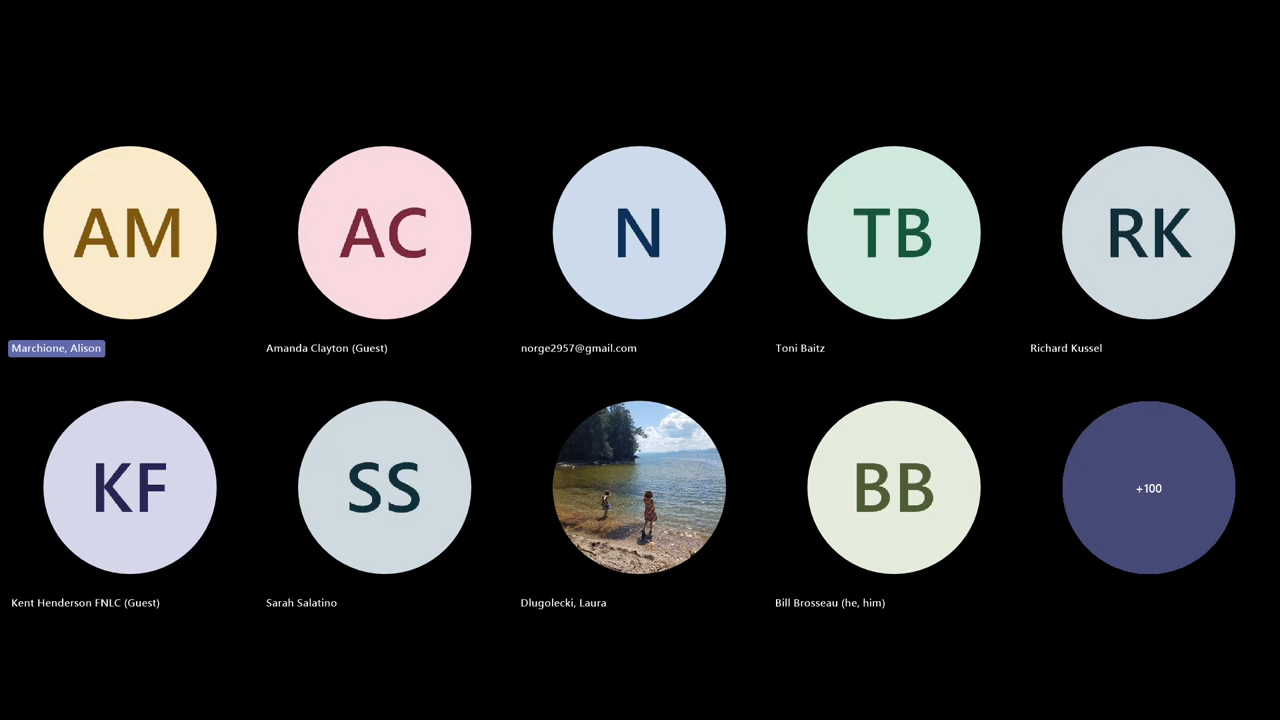 AM
AC
N
TB
RK
Marchione, Alison
Amanda Clayton (Guest)
norge2957@gmail.com
Toni Baitz
Richard Kussel
KF
SS
BB
+100
Kent Henderson FNLC (Guest)
Sarah Salatino
Dlugolecki, Laura
Bill Brosseau (he, him)